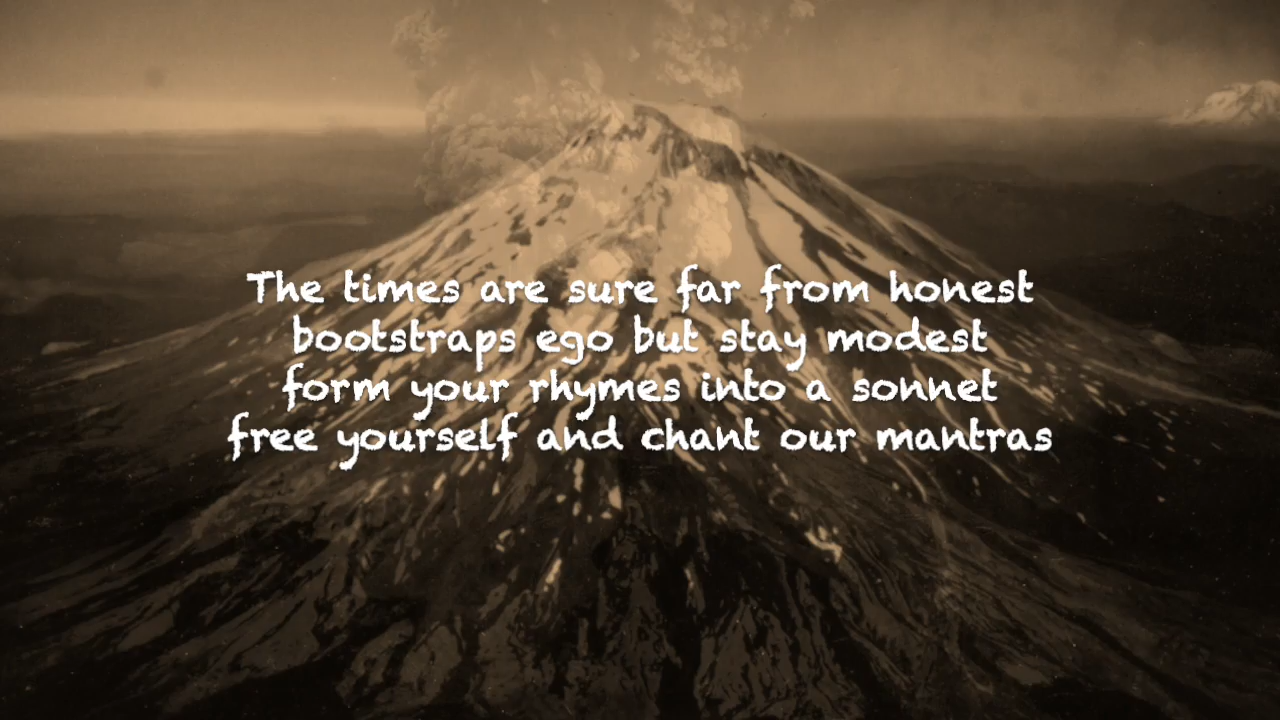 The times are sure far from honest
bootstraps ego but stay modest
form your rhymes into a sonnet
free yourself and chant our mantras